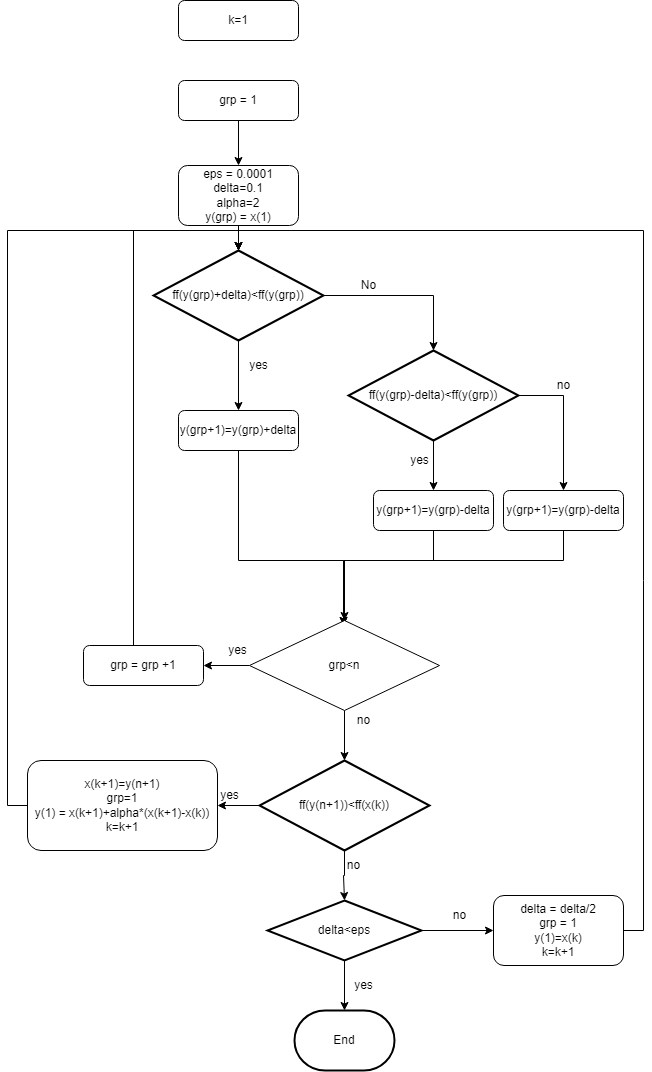 k=1
grp = 1
eps = 0.0001
delta=0.1
alpha=2
y(grp) = x(1)
ff(y(grp)+delta)<ff(y(grp))
No
yes
ff(y(grp)-delta)<ff(y(grp))
no
y(grp+1)=y(grp)+delta
yes
y(grp+1)=y(grp)-delta
y(grp+1)=y(grp)-delta
grp<n
yes
grp = grp +1
no
ff(y(n+1))<ff(x(k))
yes
x(k+1)=y(n+1)
grp=1
y(1) = x(k+1)+alpha*(x(k+1)-x(k))
k=k+1
no
delta<eps
no
delta = delta/2
grp = 1
y(1)=x(k)
k=k+1
yes
End